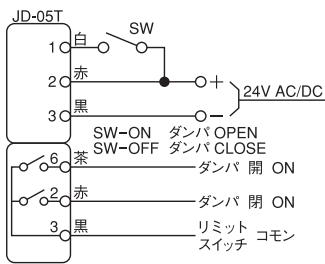 JD-05T
SW
1 白
2 赤 +
24V AC/DC
3 黒 −
SW-ON ダンパ OPEN
SW-OFF ダンパ CLOSE
6 茶 ダンパ 開 ON
2 赤 ダンパ 閉 ON
3 黒 リミットスイッチ コモン